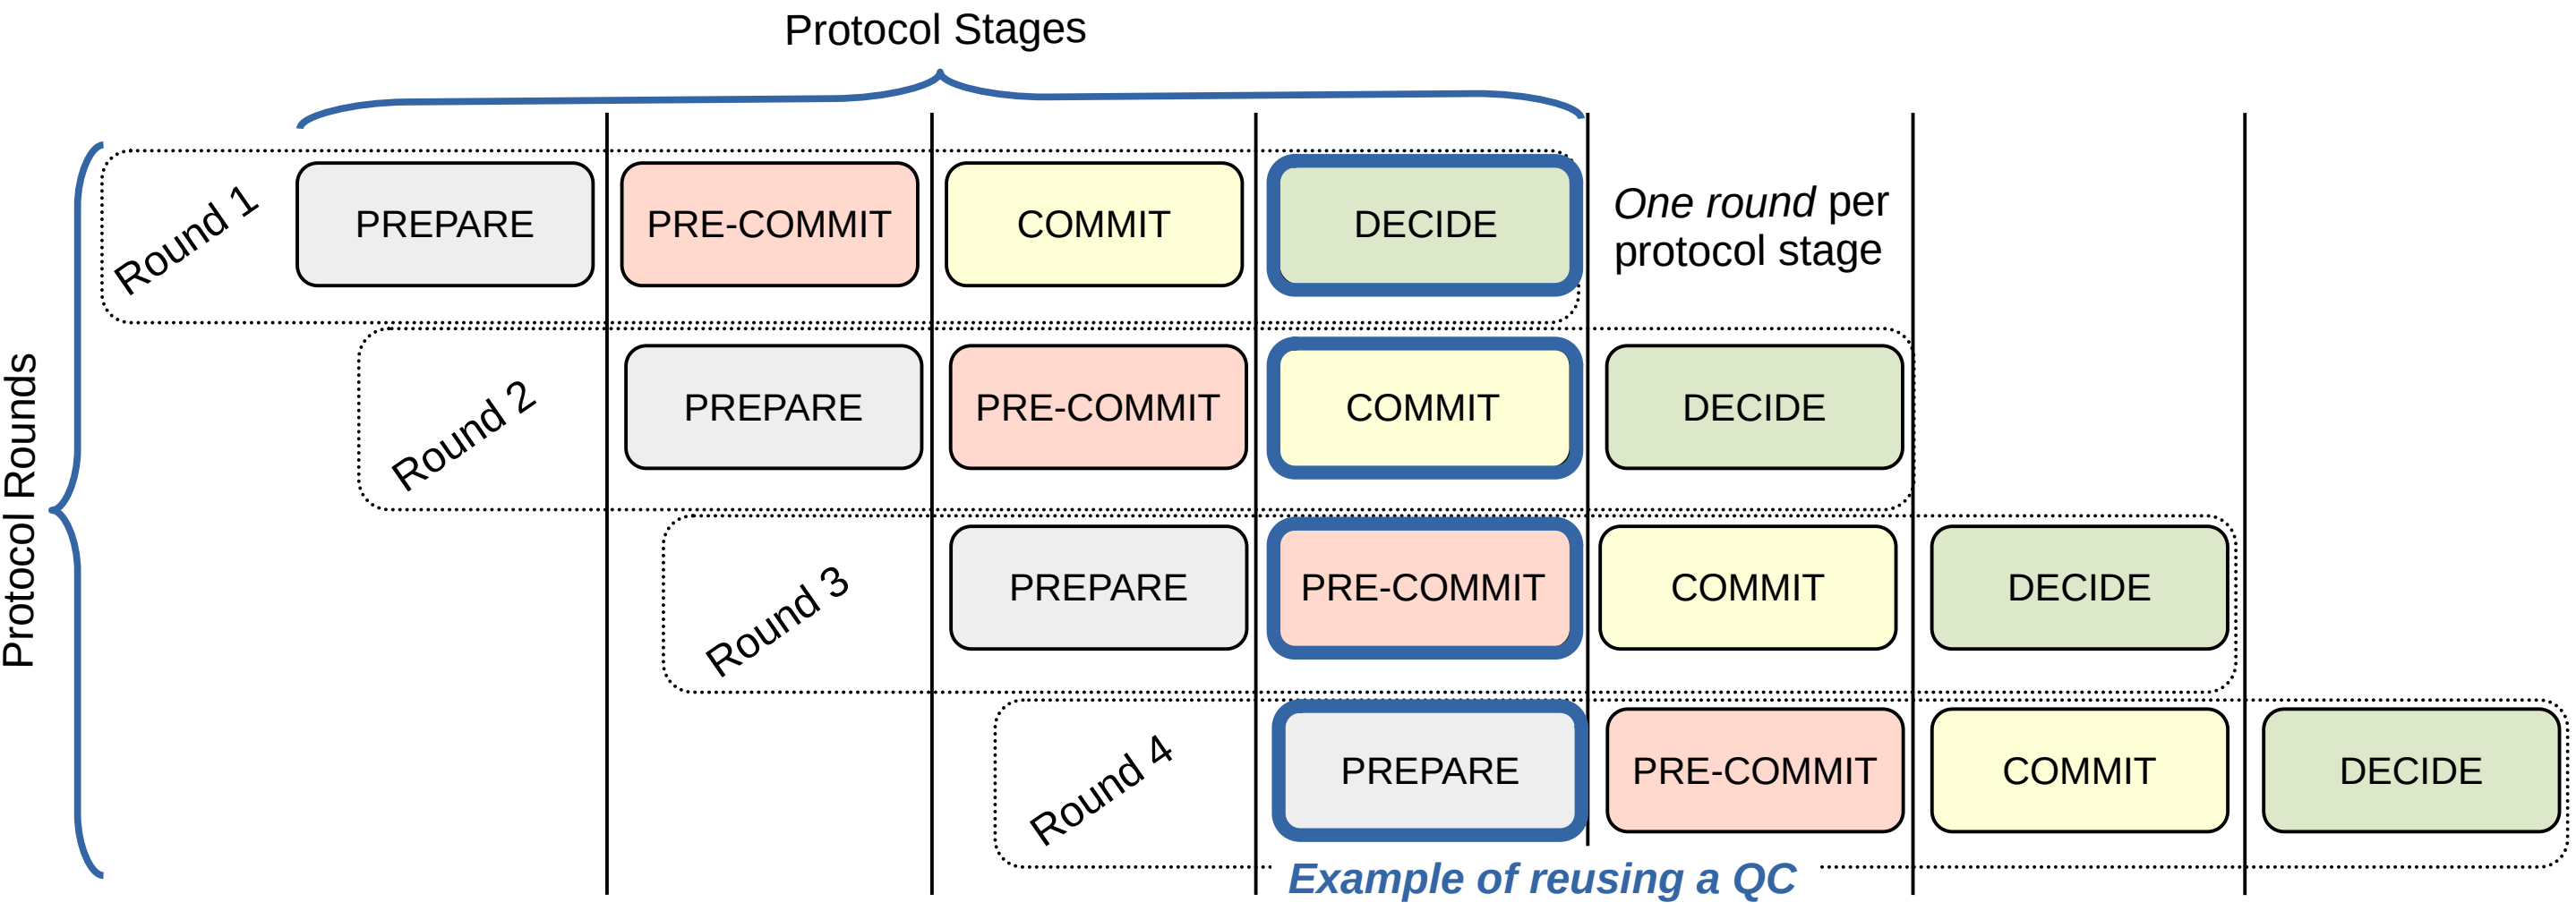 Protocol Stages
Protocol Rounds
Round 1
PREPARE
PRE-COMMIT
COMMIT
DECIDE
One round per
protocol stage
Round 2
PREPARE
PRE-COMMIT
COMMIT
DECIDE
Round 3
PREPARE
PRE-COMMIT
COMMIT
DECIDE
Round 4
PREPARE
PRE-COMMIT
COMMIT
DECIDE
Example of reusing a QC